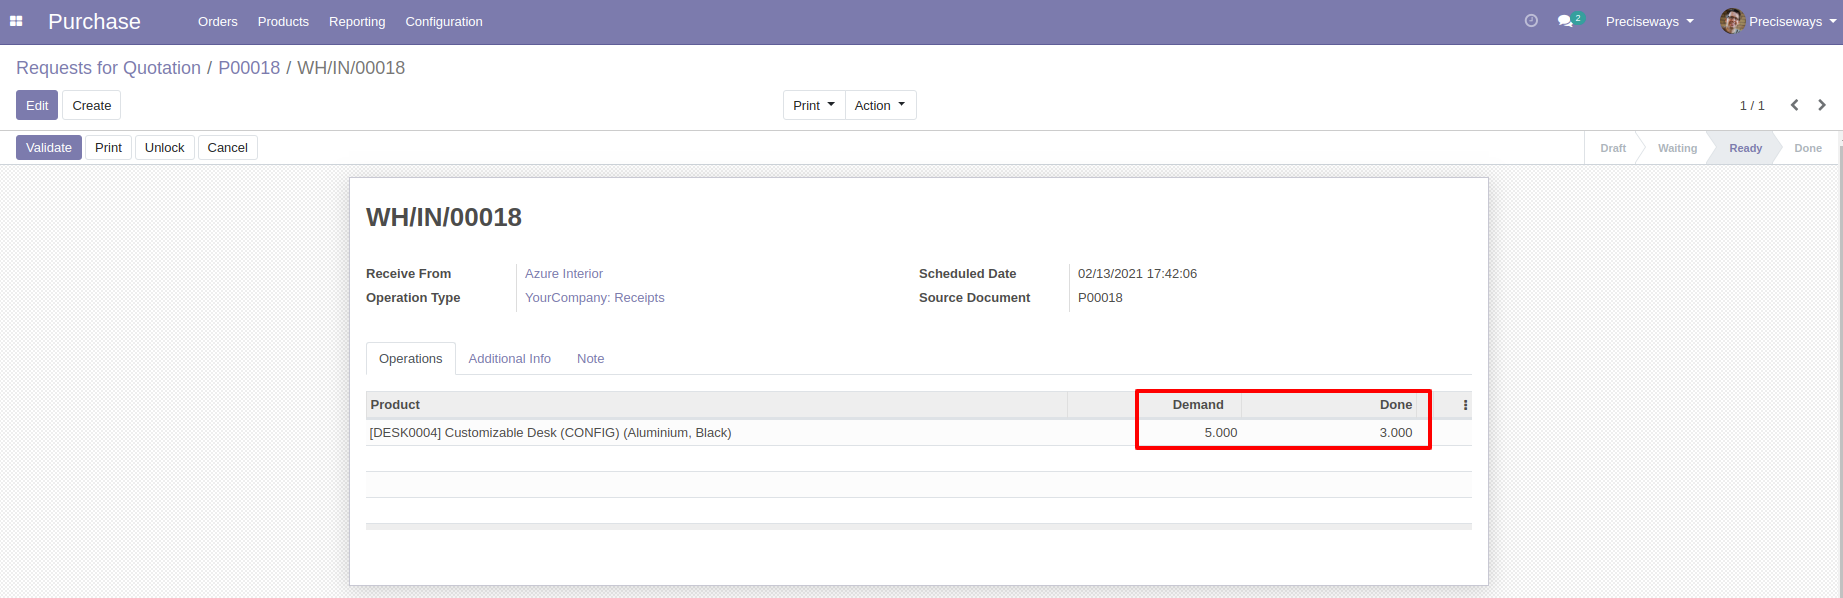 Purchase Orders Products Reporting Configuration 2 Preciseways Preciseways
Requests for Quotation / P00018 / WH/IN/00018
Edit Create Print Action 1 / 1
Validate Print Unlock Cancel Draft Waiting Ready Done
WH/IN/00018
Receive From Azure Interior Scheduled Date 02/13/2021 17:42:06
Operation Type YourCompany: Receipts Source Document P00018
Operations Additional Info Note
Product Demand Done
[DESK0004] Customizable Desk (CONFIG) (Aluminium, Black) 5.000 3.000